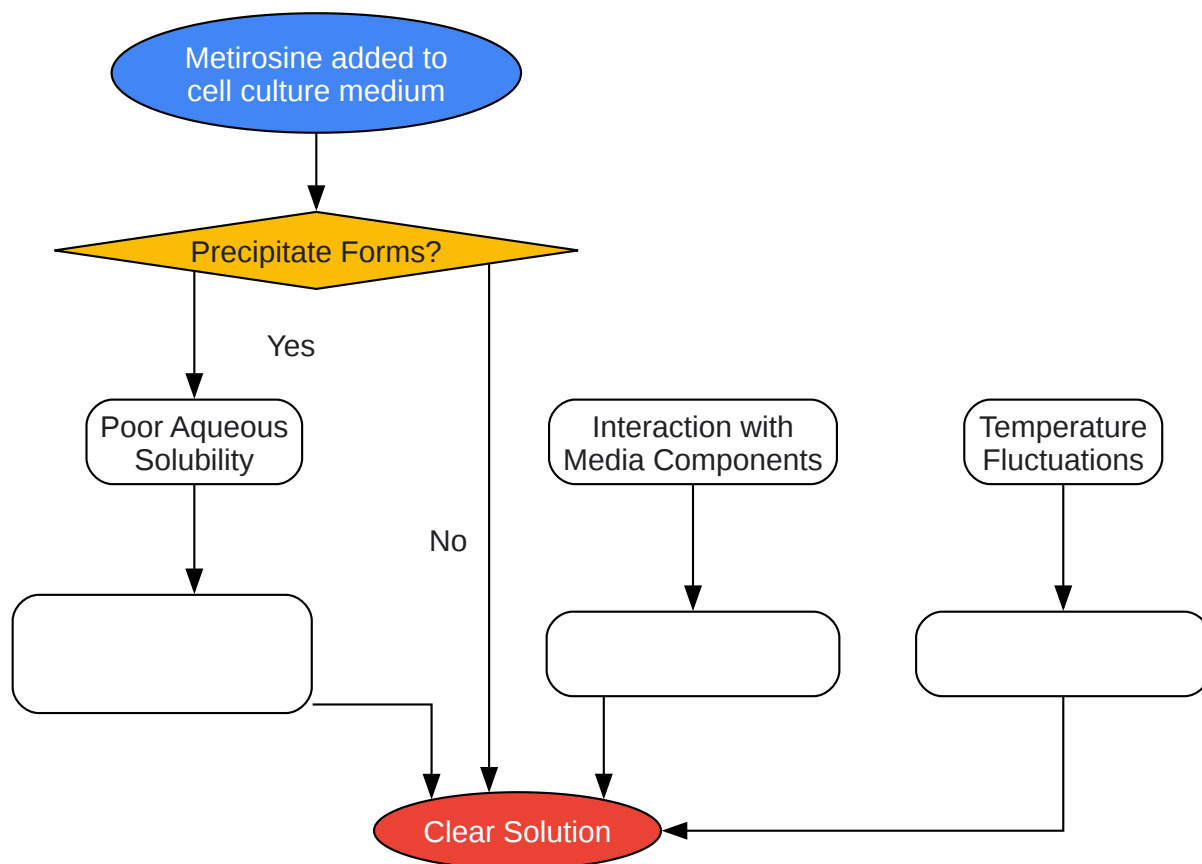 Metirosine added to
cell culture medium
Precipitate Forms?
Yes
Poor Aqueous
Solubility
Interaction with
Media Components
Temperature
Fluctuations
No
Clear Solution